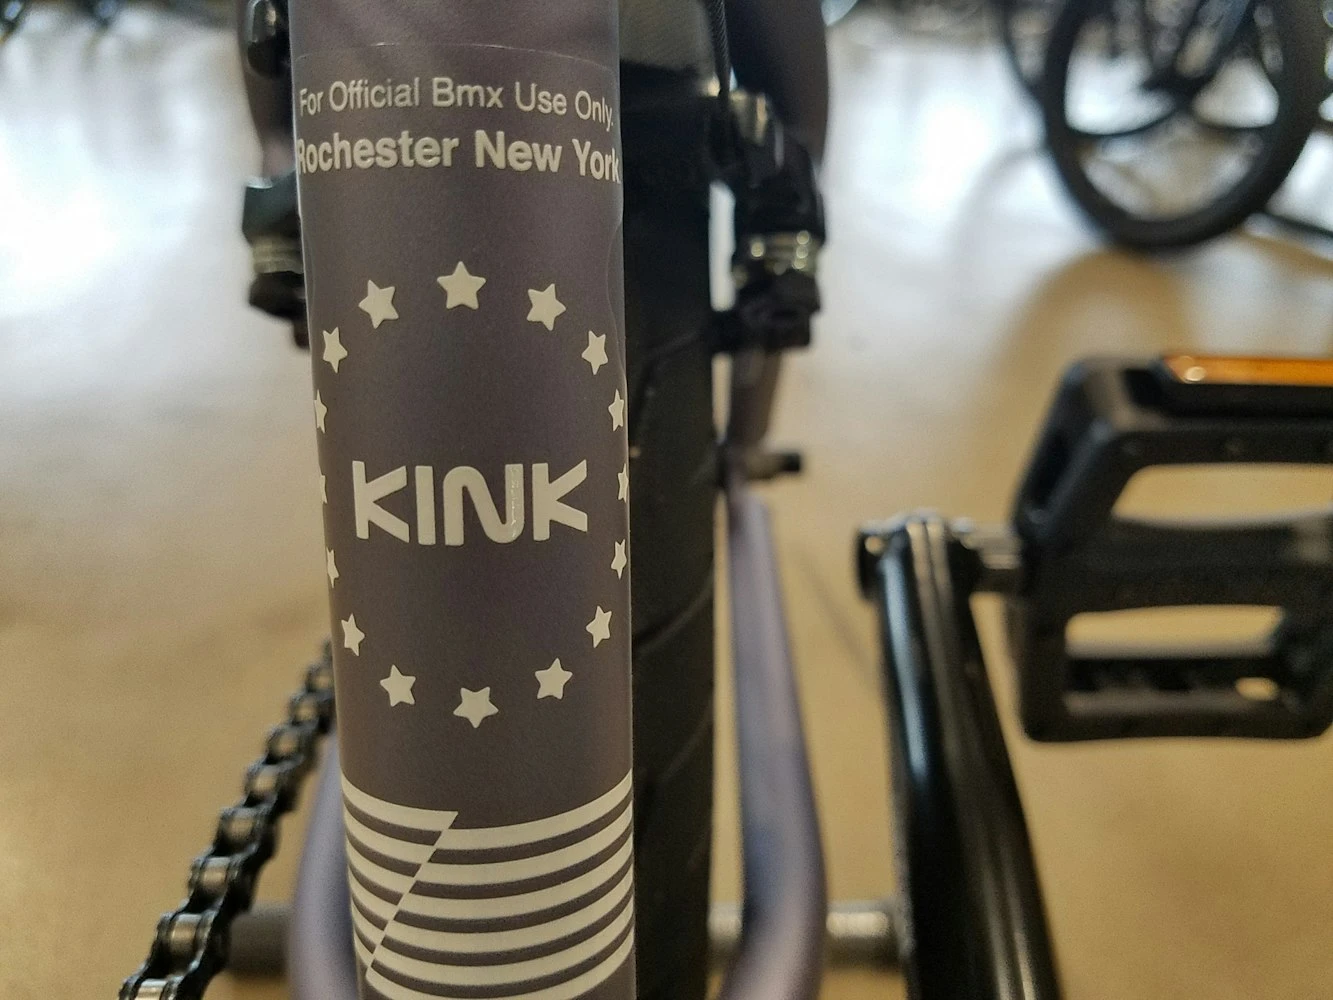 For Official Bmx Use Only.
Rochester New York
KINK